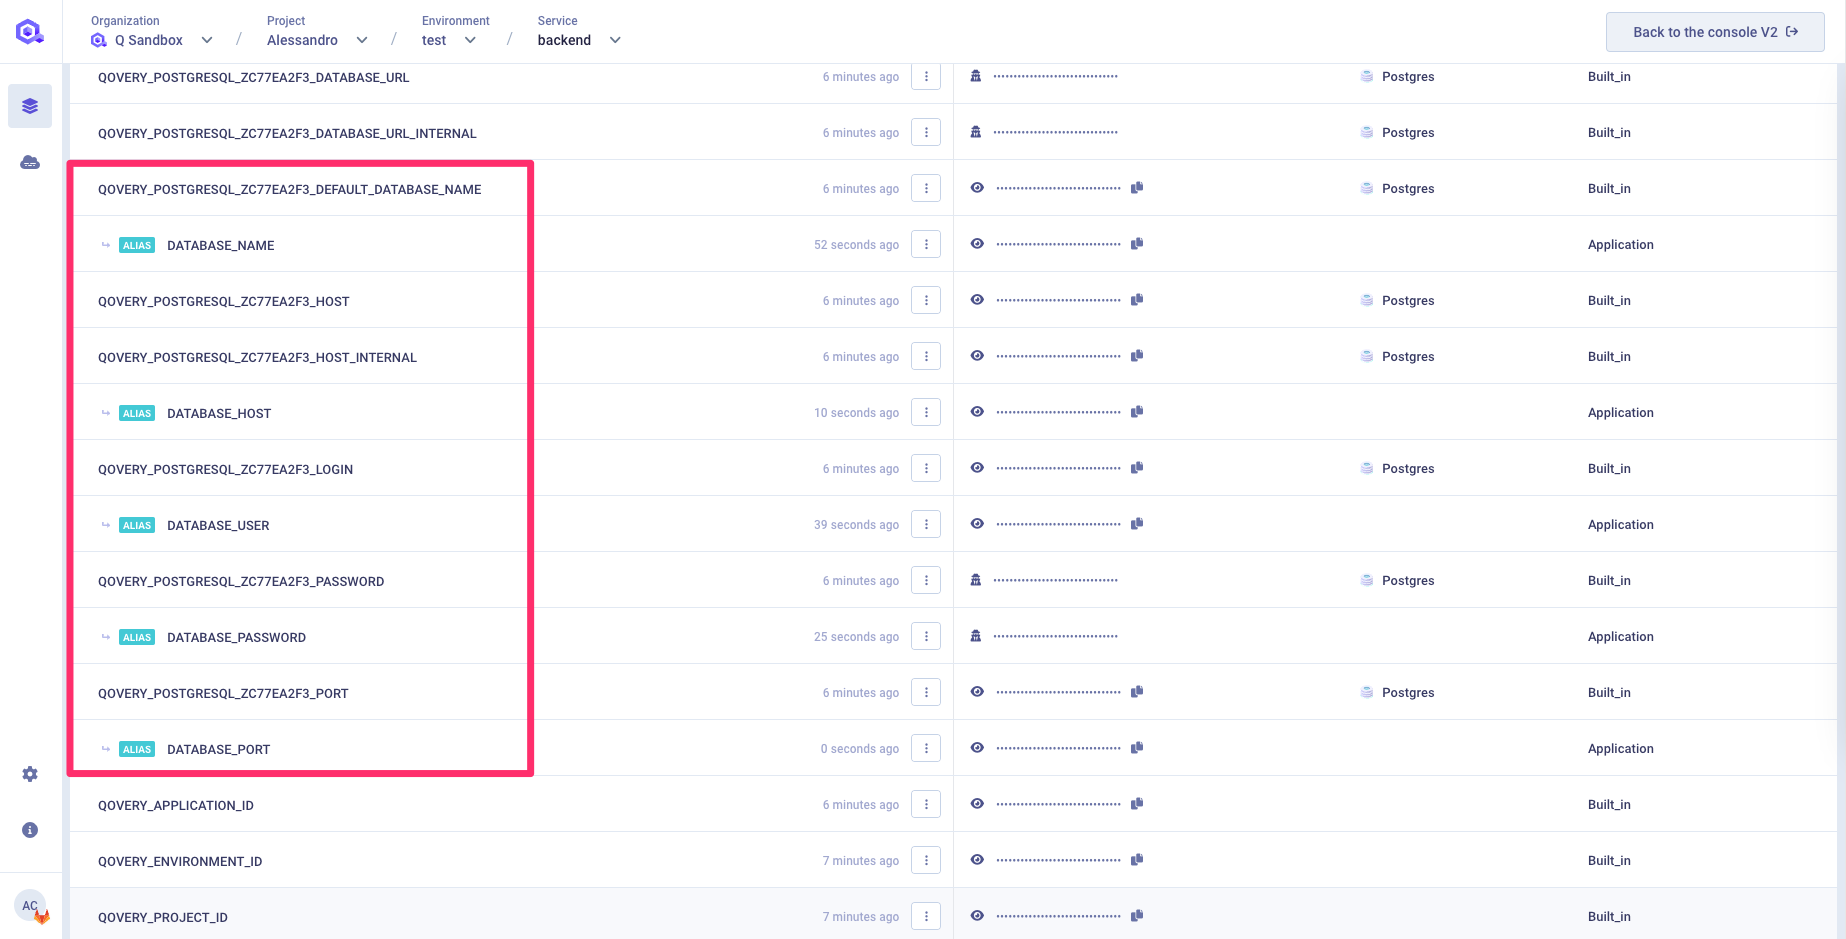 Organization
Q Sandbox
/
Project
Alessandro
/
Environment
test
/
Service
backend
Back to the console V2
QOVERY_POSTGRESQL_ZC77EA2F3_DATABASE_URL 6 minutes ago Postgres Built_in
QOVERY_POSTGRESQL_ZC77EA2F3_DATABASE_URL_INTERNAL 6 minutes ago Postgres Built_in
QOVERY_POSTGRESQL_ZC77EA2F3_DEFAULT_DATABASE_NAME 6 minutes ago Postgres Built_in
ALIAS DATABASE_NAME 52 seconds ago Application
QOVERY_POSTGRESQL_ZC77EA2F3_HOST 6 minutes ago Postgres Built_in
QOVERY_POSTGRESQL_ZC77EA2F3_HOST_INTERNAL 6 minutes ago Postgres Built_in
ALIAS DATABASE_HOST 10 seconds ago Application
QOVERY_POSTGRESQL_ZC77EA2F3_LOGIN 6 minutes ago Postgres Built_in
ALIAS DATABASE_USER 39 seconds ago Application
QOVERY_POSTGRESQL_ZC77EA2F3_PASSWORD 6 minutes ago Postgres Built_in
ALIAS DATABASE_PASSWORD 25 seconds ago Application
QOVERY_POSTGRESQL_ZC77EA2F3_PORT 6 minutes ago Postgres Built_in
ALIAS DATABASE_PORT 0 seconds ago Application
QOVERY_APPLICATION_ID 6 minutes ago Built_in
QOVERY_ENVIRONMENT_ID 7 minutes ago Built_in
QOVERY_PROJECT_ID 7 minutes ago Built_in
AC